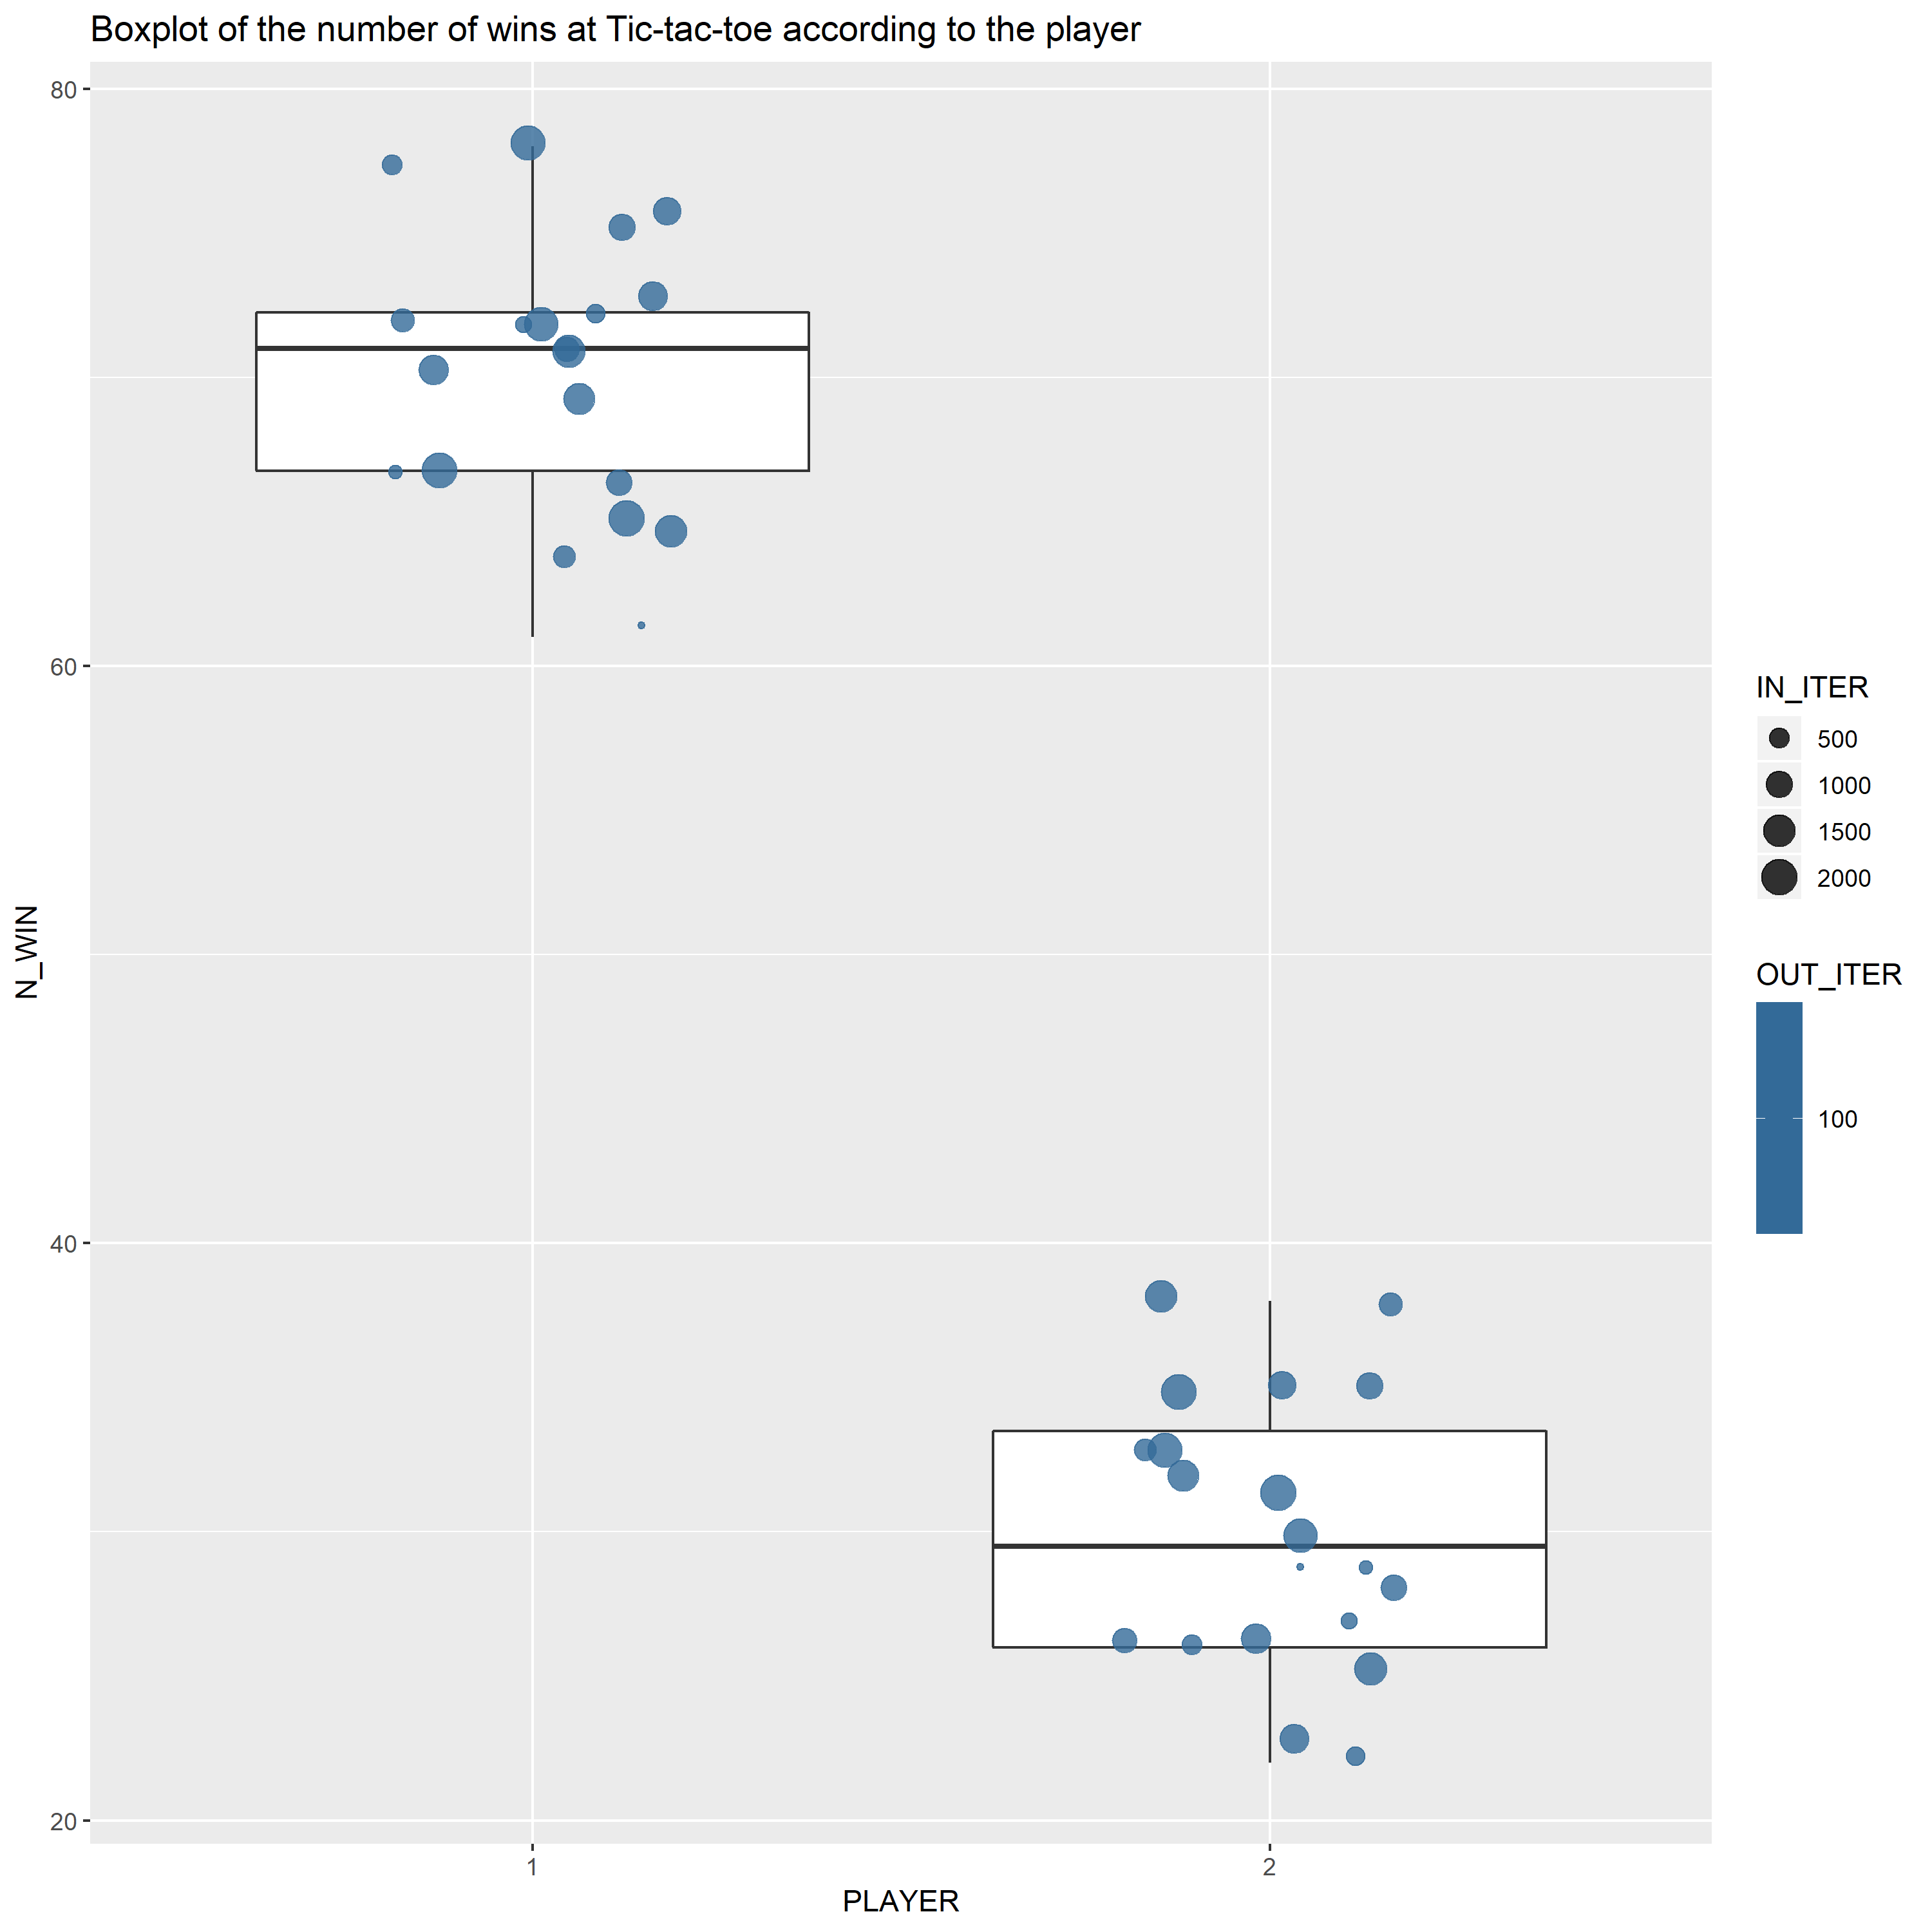 Boxplot of the number of wins at Tic-tac-toe according to the player
80
60
40
20
N_WIN
1
2
PLAYER
IN_ITER
500
1000
1500
2000
OUT_ITER
100